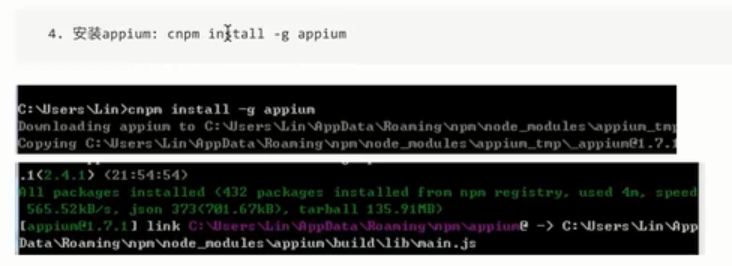 4. 安装appium: cnpm install -g appium
C:\Users\Lin>cnpm install -g appium
Downloading appium to C:\Users\Lin\AppData\Roaming\npm\node_modules\appium_tmp
Copying C:\Users\Lin\AppData\Roaming\npm\node_modules\appium_tmp\_appium@1.7.1
.1(2.4.1) (21:54:54)
All packages installed (432 packages installed from npm registry, used 4m, speed
565.52kB/s, json 373(701.67kB), tarball 135.91MB)
[appium@1.7.1] link C:\Users\Lin\AppData\Roaming\npm\appium@ -> C:\Users\Lin\App
Data\Roaming\npm\node_modules\appium\build\lib\main.js